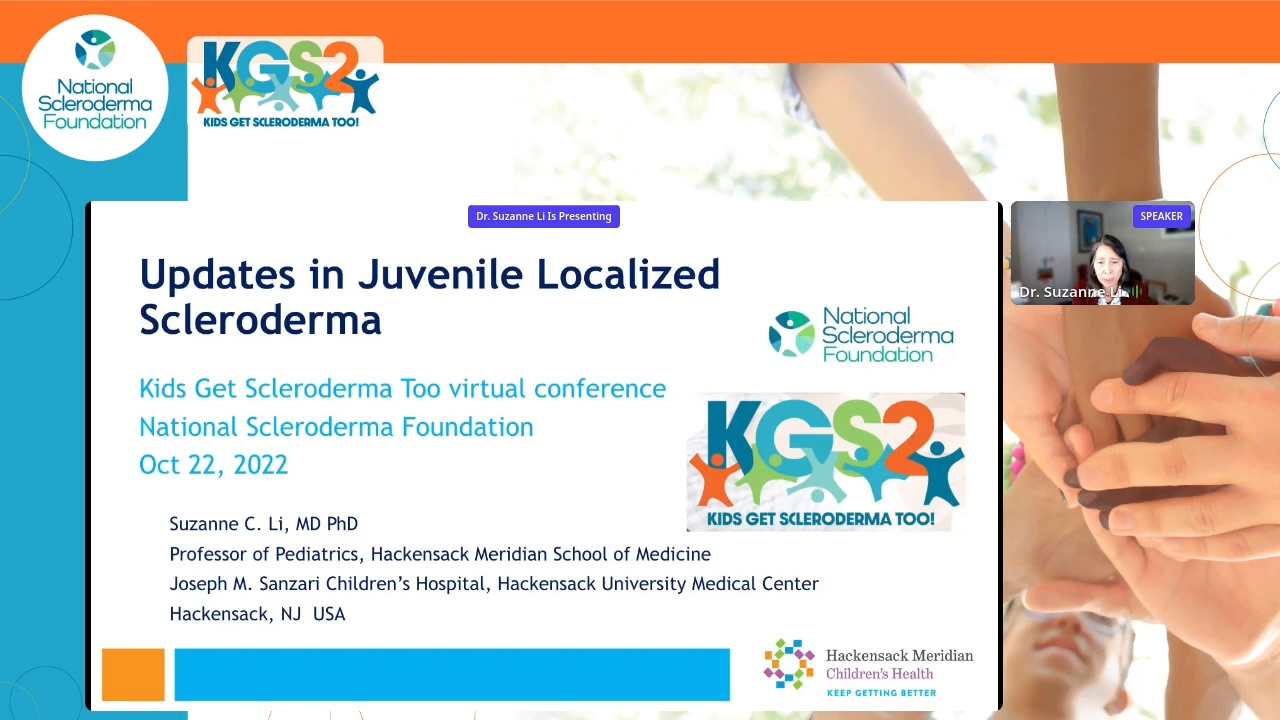 National
Scleroderma
Foundation
KGS2
KIDS GET SCLERODERMA TOO!
Dr. Suzanne Li Is Presenting
SPEAKER
Dr. Suzanne Li
Updates in Juvenile Localized
Scleroderma
National
Scleroderma
Foundation
Kids Get Scleroderma Too virtual conference
National Scleroderma Foundation
Oct 22, 2022
KGS2
KIDS GET SCLERODERMA TOO!
Suzanne C. Li, MD PhD
Professor of Pediatrics, Hackensack Meridian School of Medicine
Joseph M. Sanzari Children’s Hospital, Hackensack University Medical Center
Hackensack, NJ  USA
Hackensack Meridian
Children's Health
KEEP GETTING BETTER